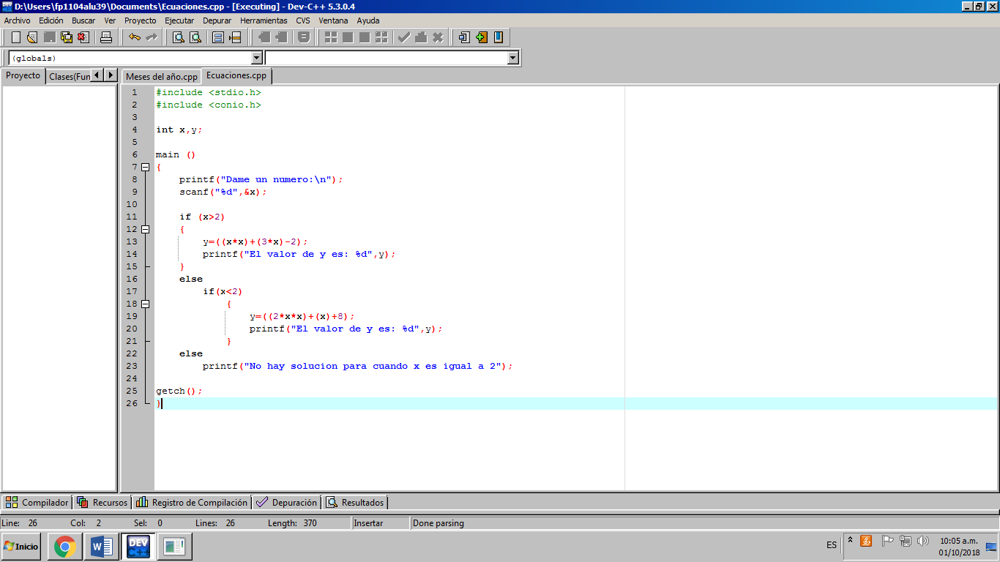 D:\Users\fp1104alu39\Documents\Ecuaciones.cpp - [Executing] - Dev-C++ 5.3.0.4
Archivo Edición Buscar Ver Proyecto Ejecutar Depurar Herramientas CVS Ventana Ayuda
(globals)
Proyecto Clases(Fun Meses del año.cpp Ecuaciones.cpp
1 #include <stdio.h>
2 #include <conio.h>
3
4 int x,y;
5
6 main ()
7 {
8     printf("Dame un numero:\n");
9     scanf("%d",&x);
10
11     if (x>2)
12     {
13         y=((x*x)+(3*x)-2);
14         printf("El valor de y es: %d",y);
15     }
16     else
17         if(x<2)
18             {
19                 y=((2*x*x)+(x)+8);
20                 printf("El valor de y es: %d",y);
21             }
22     else
23         printf("No hay solucion para cuando x es igual a 2");
24
25 getch();
26 }
Compilador Recursos Registro de Compilación Depuración Resultados
Line: 26 Col: 2 Sel: 0 Lines: 26 Length: 370 Insertar Done parsing
Inicio W DEV C++ ES 10:05 a.m.
01/10/2018